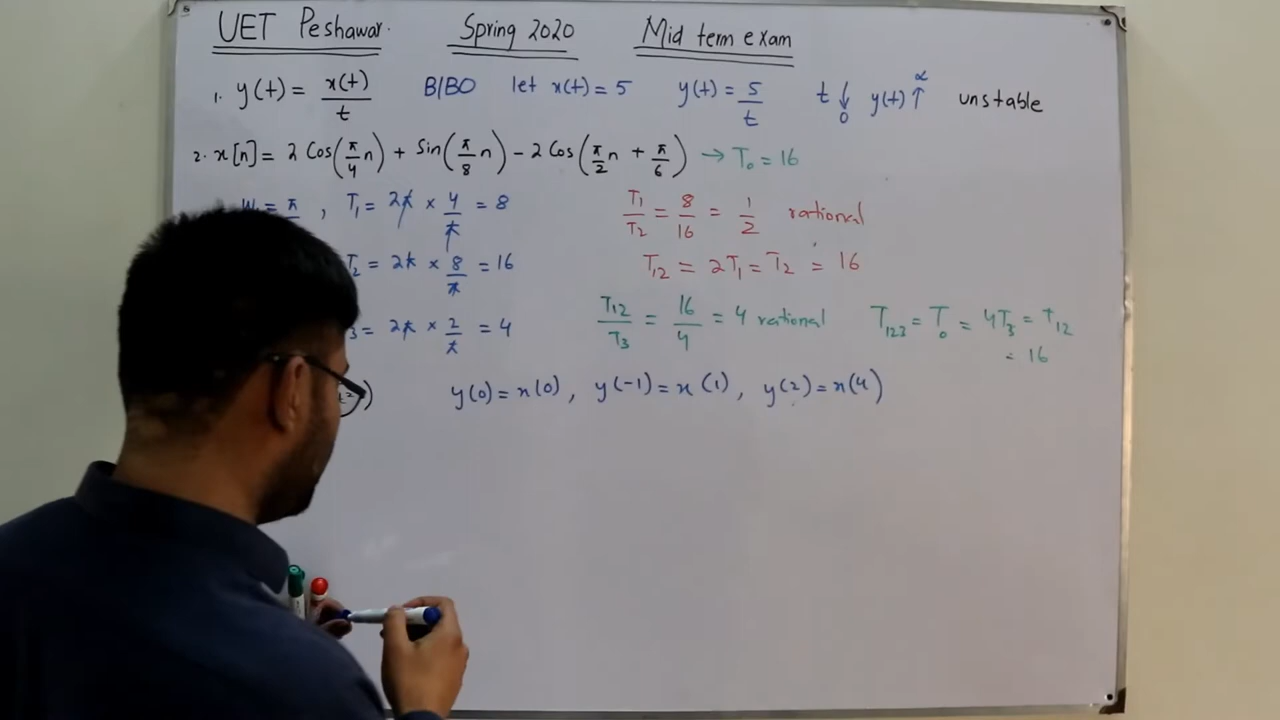 UET Peshawar. Spring 2020 Mid term exam
1. y(t) = x(t)/t BIBO let x(t) = 5 y(t) = 5/t t ↓ 0 y(t) ↑ ∝ unstable
2. x[n] = 2 Cos(π/4 n) + Sin(π/8 n) - 2 Cos(π/2 n + π/6) → T₀ = 16
= π , T₁ = 2π × 4/π = 8 T₁/T₂ = 8/16 = 1/2 rational
T₂ = 2π × 8/π = 16 T₁₂ = 2T₁ = T₂ = 16
₃ = 2π × 2/π = 4 T₁₂/T₃ = 16/4 = 4 rational T₁₂₃ = T₀ = 4T₃ = T₁₂
= 16
y(0) = x(0), y(-1) = x(1), y(2) = x(4)